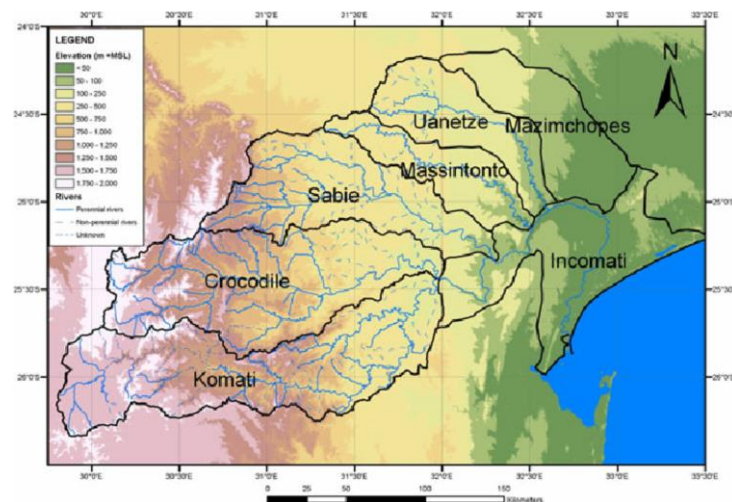 30°0'S 30°30'S 31°0'S 31°30'S 32°0'S 32°30'S 33°0'S 33°30'S
24°0'S
LEGEND
Elevation (m +MSL)
< 50
50 - 100
100 - 250
250 - 500
500 - 750
750 - 1.000
1.000 - 1.250
1.250 - 1.500
1.500 - 1.750
1.750 - 2.000
Rivers
Perennial rivers
Non-perennial rivers
Unknown
N
24°30'S
Uanetze
Mazimchopes
Massintonto
25°0'S
Sabie
Incomati
Crocodile
25°30'S
Komati
26°0'S
0 25 50 100 150
Kilometers